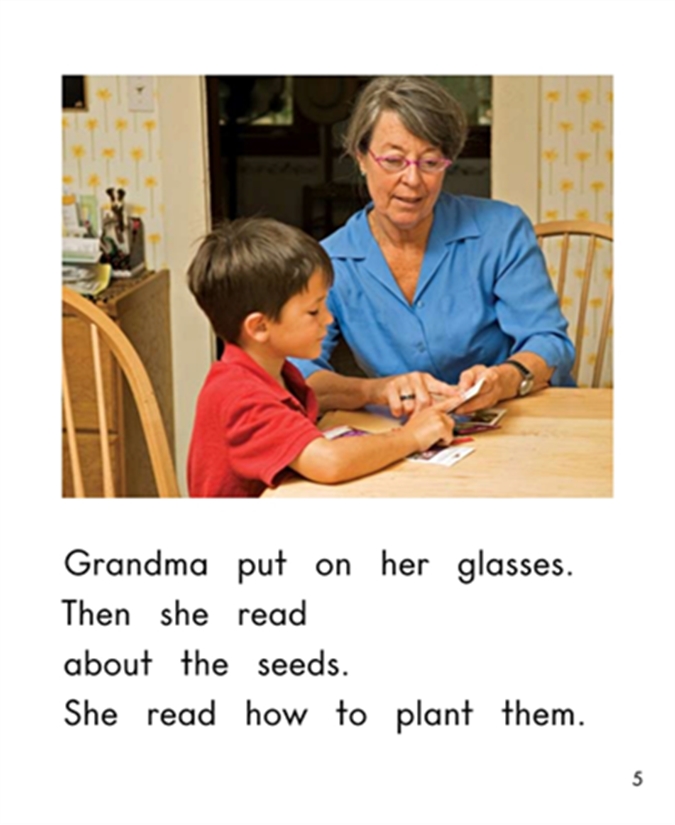 Grandma put on her glasses.
Then she read
about the seeds.
She read how to plant them.
5